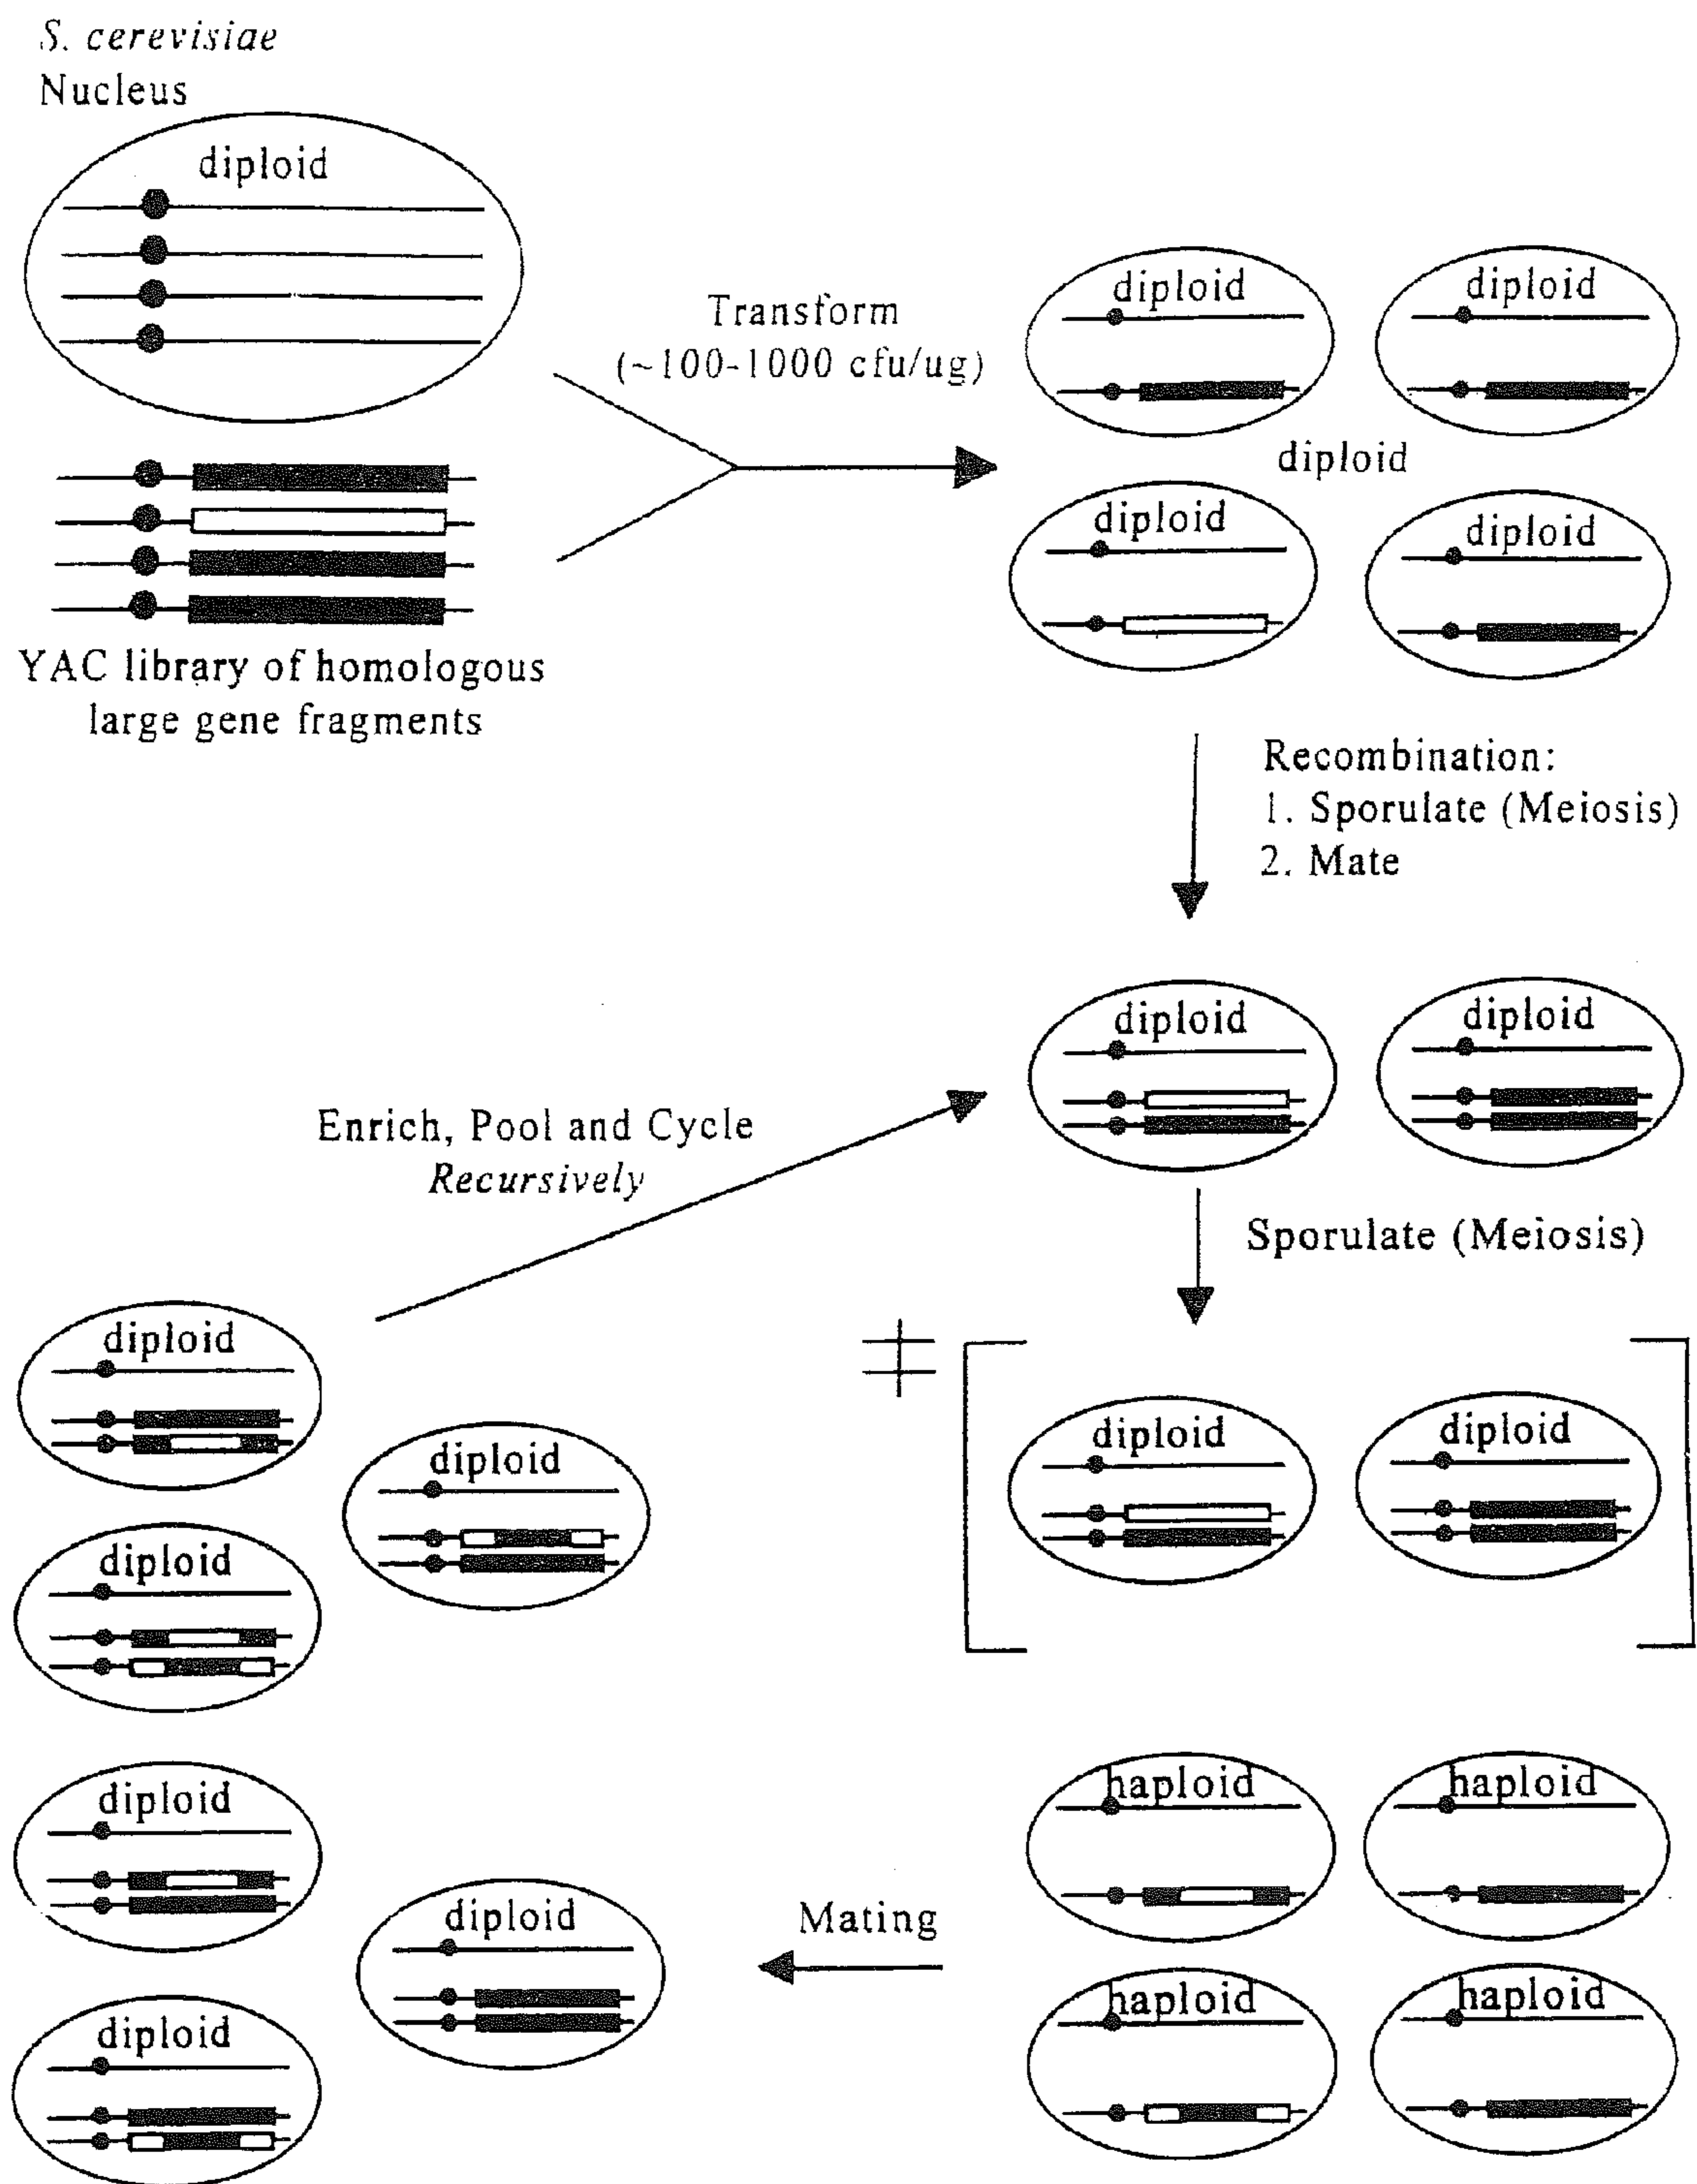 S. cerevisiae
Nucleus
diploid
YAC library of homologous
large gene fragments
Transform
(~100-1000 cfu/ug)
diploid
diploid
diploid
diploid
diploid
Recombination:
1. Sporulate (Meiosis)
2. Mate
diploid
diploid
Sporulate (Meiosis)
‡
diploid
diploid
haploid
haploid
haploid
haploid
Mating
diploid
diploid
diploid
diploid
diploid
diploid
Enrich, Pool and Cycle
Recursively